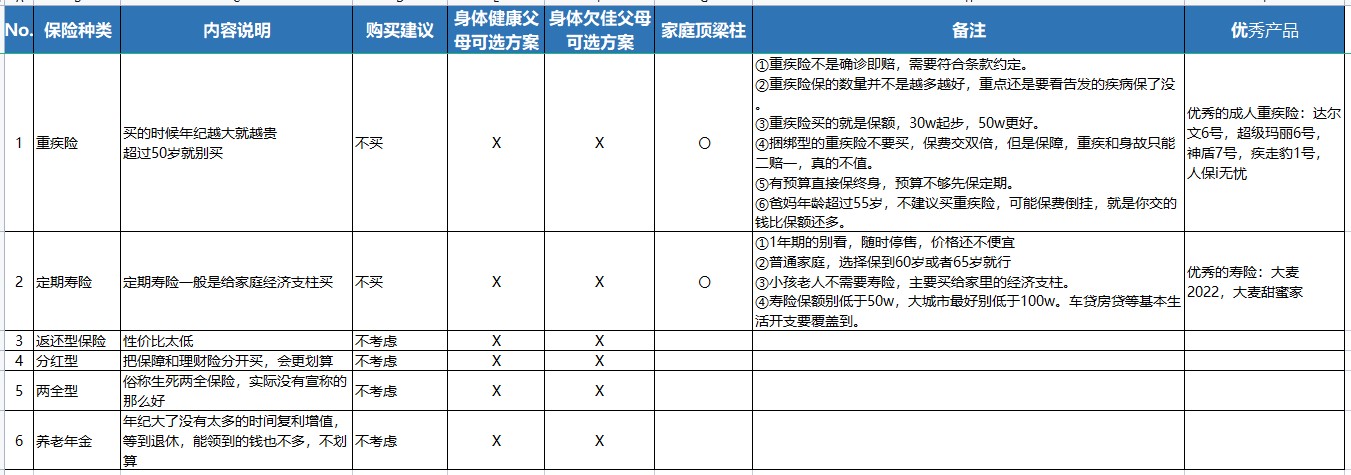 No.
保险种类
内容说明
购买建议
身体健康父
母可选方案
身体欠佳父母
可选方案
家庭顶梁柱
备注
优秀产品
1
重疾险
买的时候年纪越大就越贵
超过50岁就别买
不买
X
X
〇
①重疾险不是确诊即赔，需要符合条款约定。
②重疾险保的数量并不是越多越好，重点还是要看告发的疾病保了没
。
③重疾险买的就是保额，30w起步，50w更好。
④捆绑型的重疾险不要买，保费交双倍，但是保障，重疾和身故只能
二赔一，真的不值。
⑤有预算直接保终身，预算不够先保定期。
⑥爸妈年龄超过55岁，不建议买重疾险，可能保费倒挂，就是你交的
钱比保额还多。
优秀的成人重疾险：达尔
文6号，超级玛丽6号，
神盾7号，疾走豹1号，
人保i无忧
2
定期寿险
定期寿险一般是给家庭经济支柱买
不买
X
X
〇
①1年期的别看，随时停售，价格还不便宜
②普通家庭，选择保到60岁或者65岁就行
③小孩老人不需要寿险，主要买给家里的经济支柱。
④寿险保额别低于50w，大城市最好别低于100w。车贷房贷等基本生
活开支要覆盖到。
优秀的寿险：大麦
2022，大麦甜蜜家
3
返还型保险
性价比太低
不考虑
X
X
4
分红型
把保障和理财险分开买，会更划算
不考虑
X
X
5
两全型
俗称生死两全保险，实际没有宣称的
那么好
不考虑
X
X
6
养老年金
年纪大了没有太多的时间复利增值，
等到退休，能领到的钱也不多，不划
算
不考虑
X
X